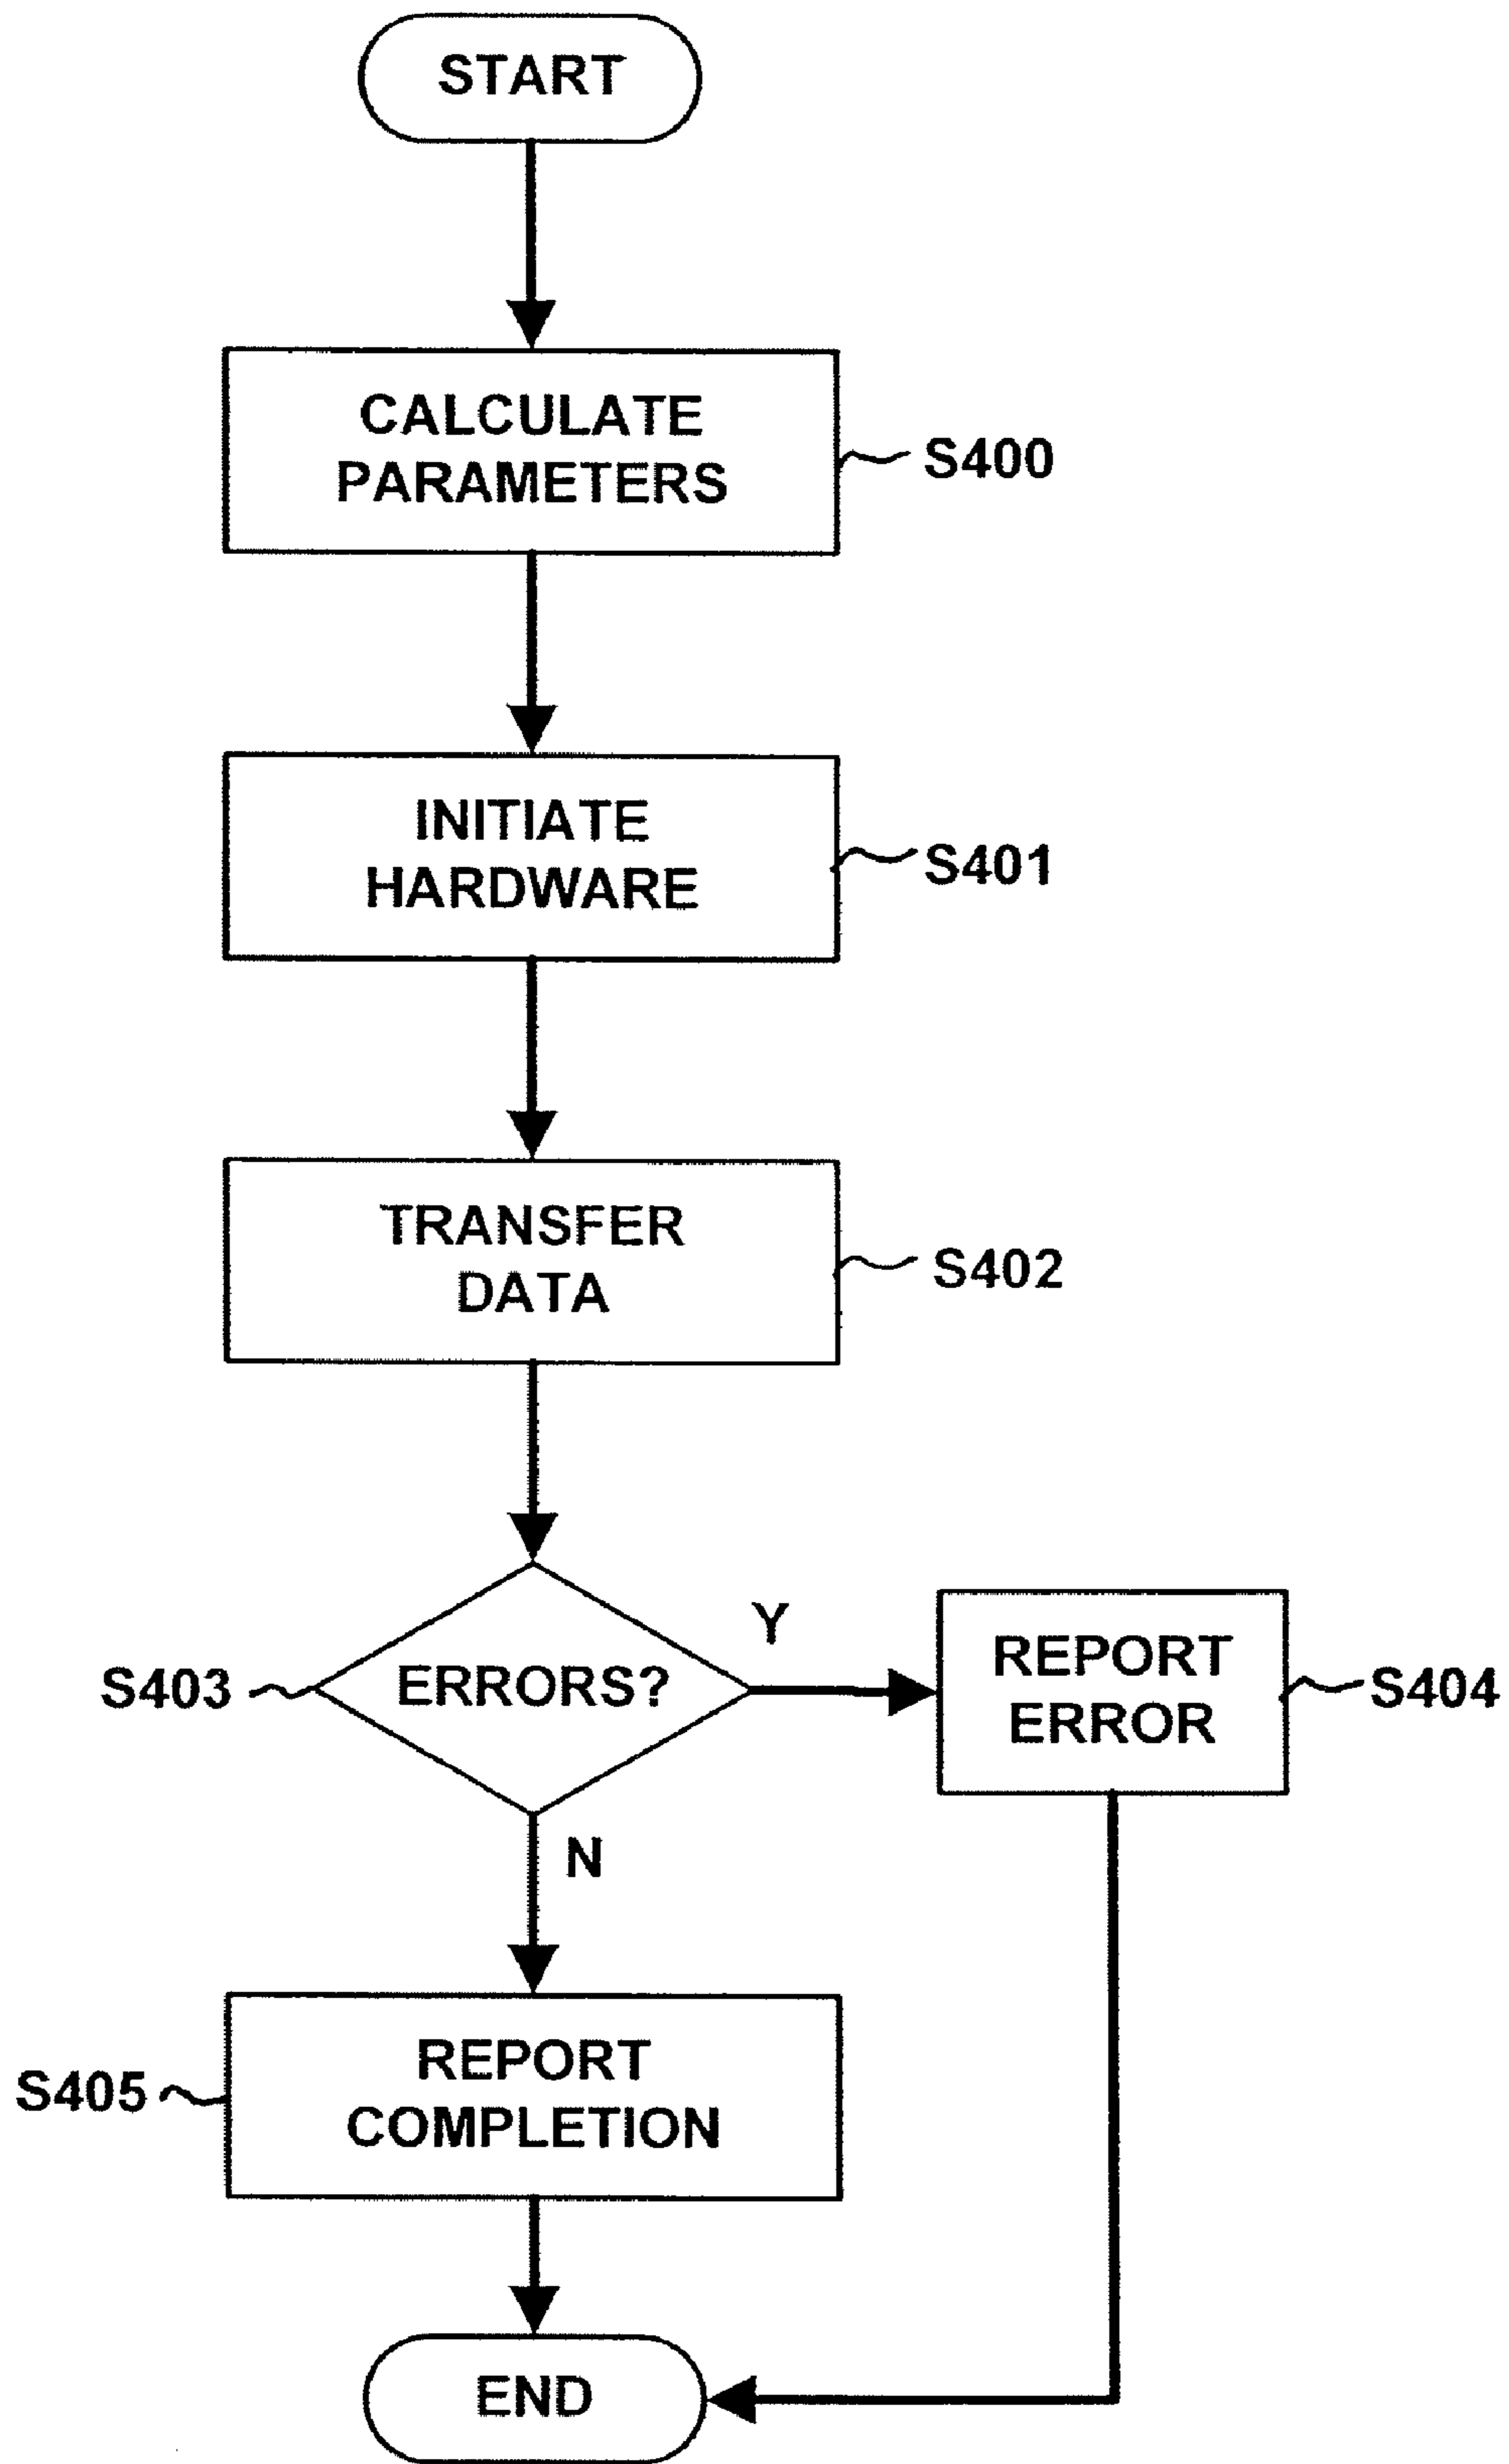 START
CALCULATE
PARAMETERS
S400
INITIATE
HARDWARE
S401
TRANSFER
DATA
S402
S403
ERRORS?
Y
REPORT
ERROR
S404
N
S405
REPORT
COMPLETION
END